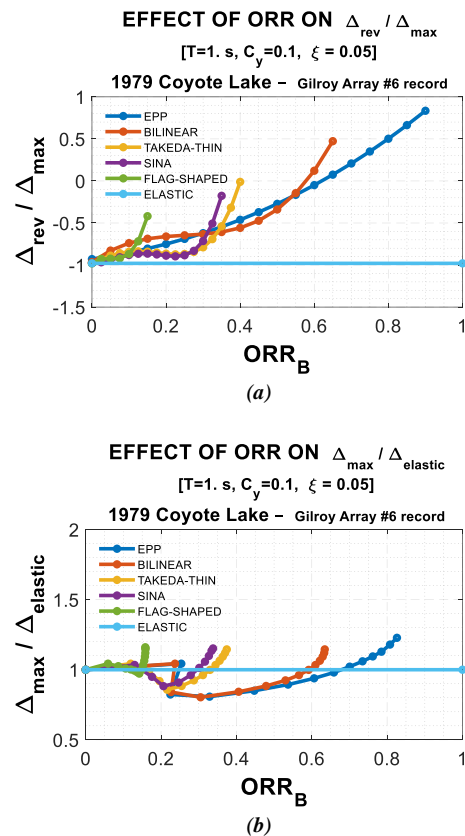 EFFECT OF ORR ON Δrev / Δmax
[T=1. s, Cy=0.1, ξ = 0.05]
1979 Coyote Lake – Gilroy Array #6 record
1
EPP
BILINEAR
TAKEDA-THIN
SINA
FLAG-SHAPED
ELASTIC
0.5
0
-0.5
-1
-1.5
Δrev / Δmax
0 0.2 0.4 0.6 0.8 1
ORRB
(a)
EFFECT OF ORR ON Δmax / Δelastic
[T=1. s, Cy=0.1, ξ = 0.05]
1979 Coyote Lake – Gilroy Array #6 record
2
EPP
BILINEAR
TAKEDA-THIN
SINA
FLAG-SHAPED
ELASTIC
1.5
1
0.5
Δmax / Δelastic
0 0.2 0.4 0.6 0.8 1
ORRB
(b)